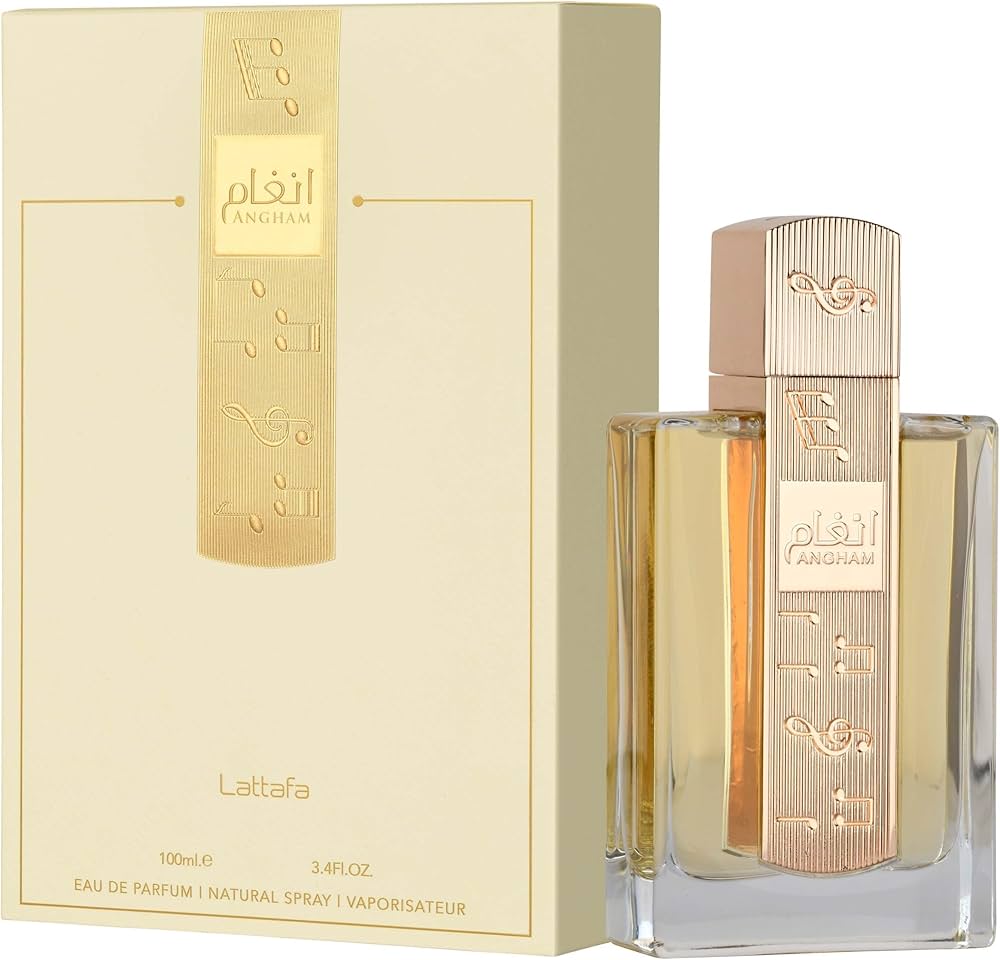 انغام
ANGHAM
Lattafa
100ml.e 3.4Fl.OZ.
EAU DE PARFUM | NATURAL SPRAY | VAPORISATEUR
انغام
ANGHAM